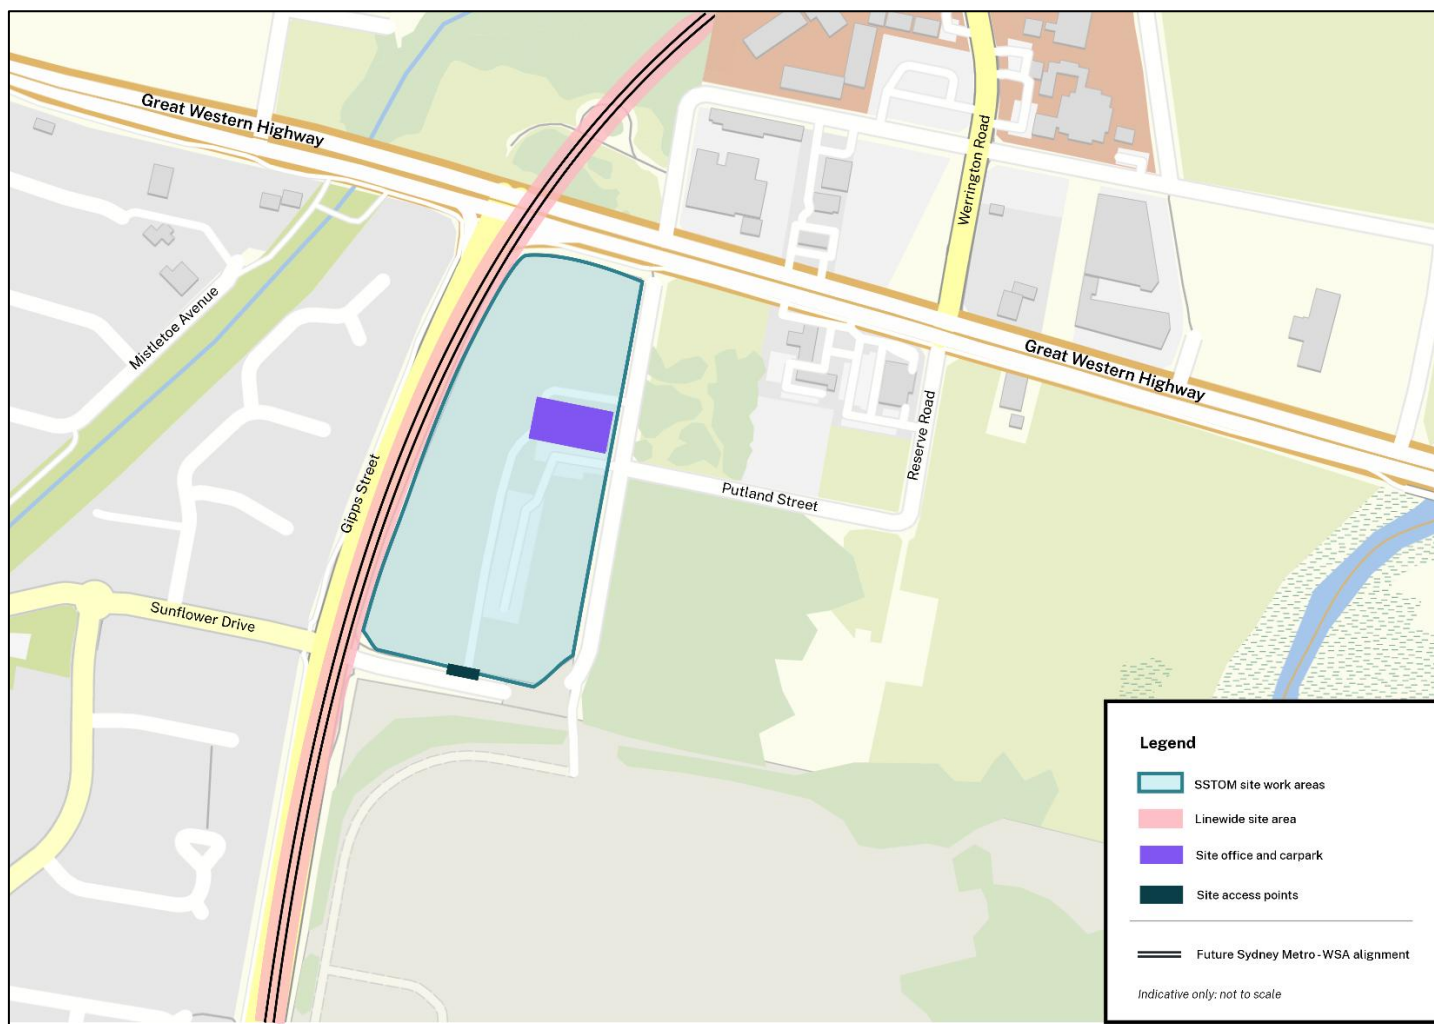 Great Western Highway
Werrington Road
Mistletoe Avenue
Great Western Highway
Reserve Road
Gipps Street
Putland Street
Sunflower Drive
Legend
SSTOM site work areas
Linewide site area
Site office and carpark
Site access points
Future Sydney Metro - WSA alignment
Indicative only: not to scale